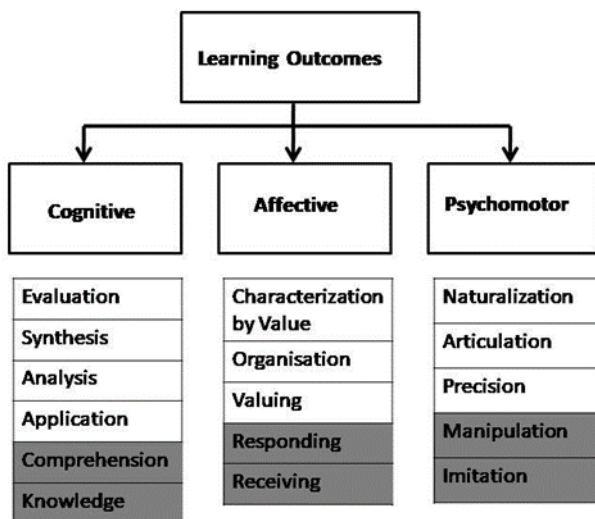 Learning Outcomes
Cognitive
Affective
Psychomotor
Evaluation
Synthesis
Analysis
Application
Comprehension
Knowledge
Characterization
by Value
Organisation
Valuing
Responding
Receiving
Naturalization
Articulation
Precision
Manipulation
Imitation